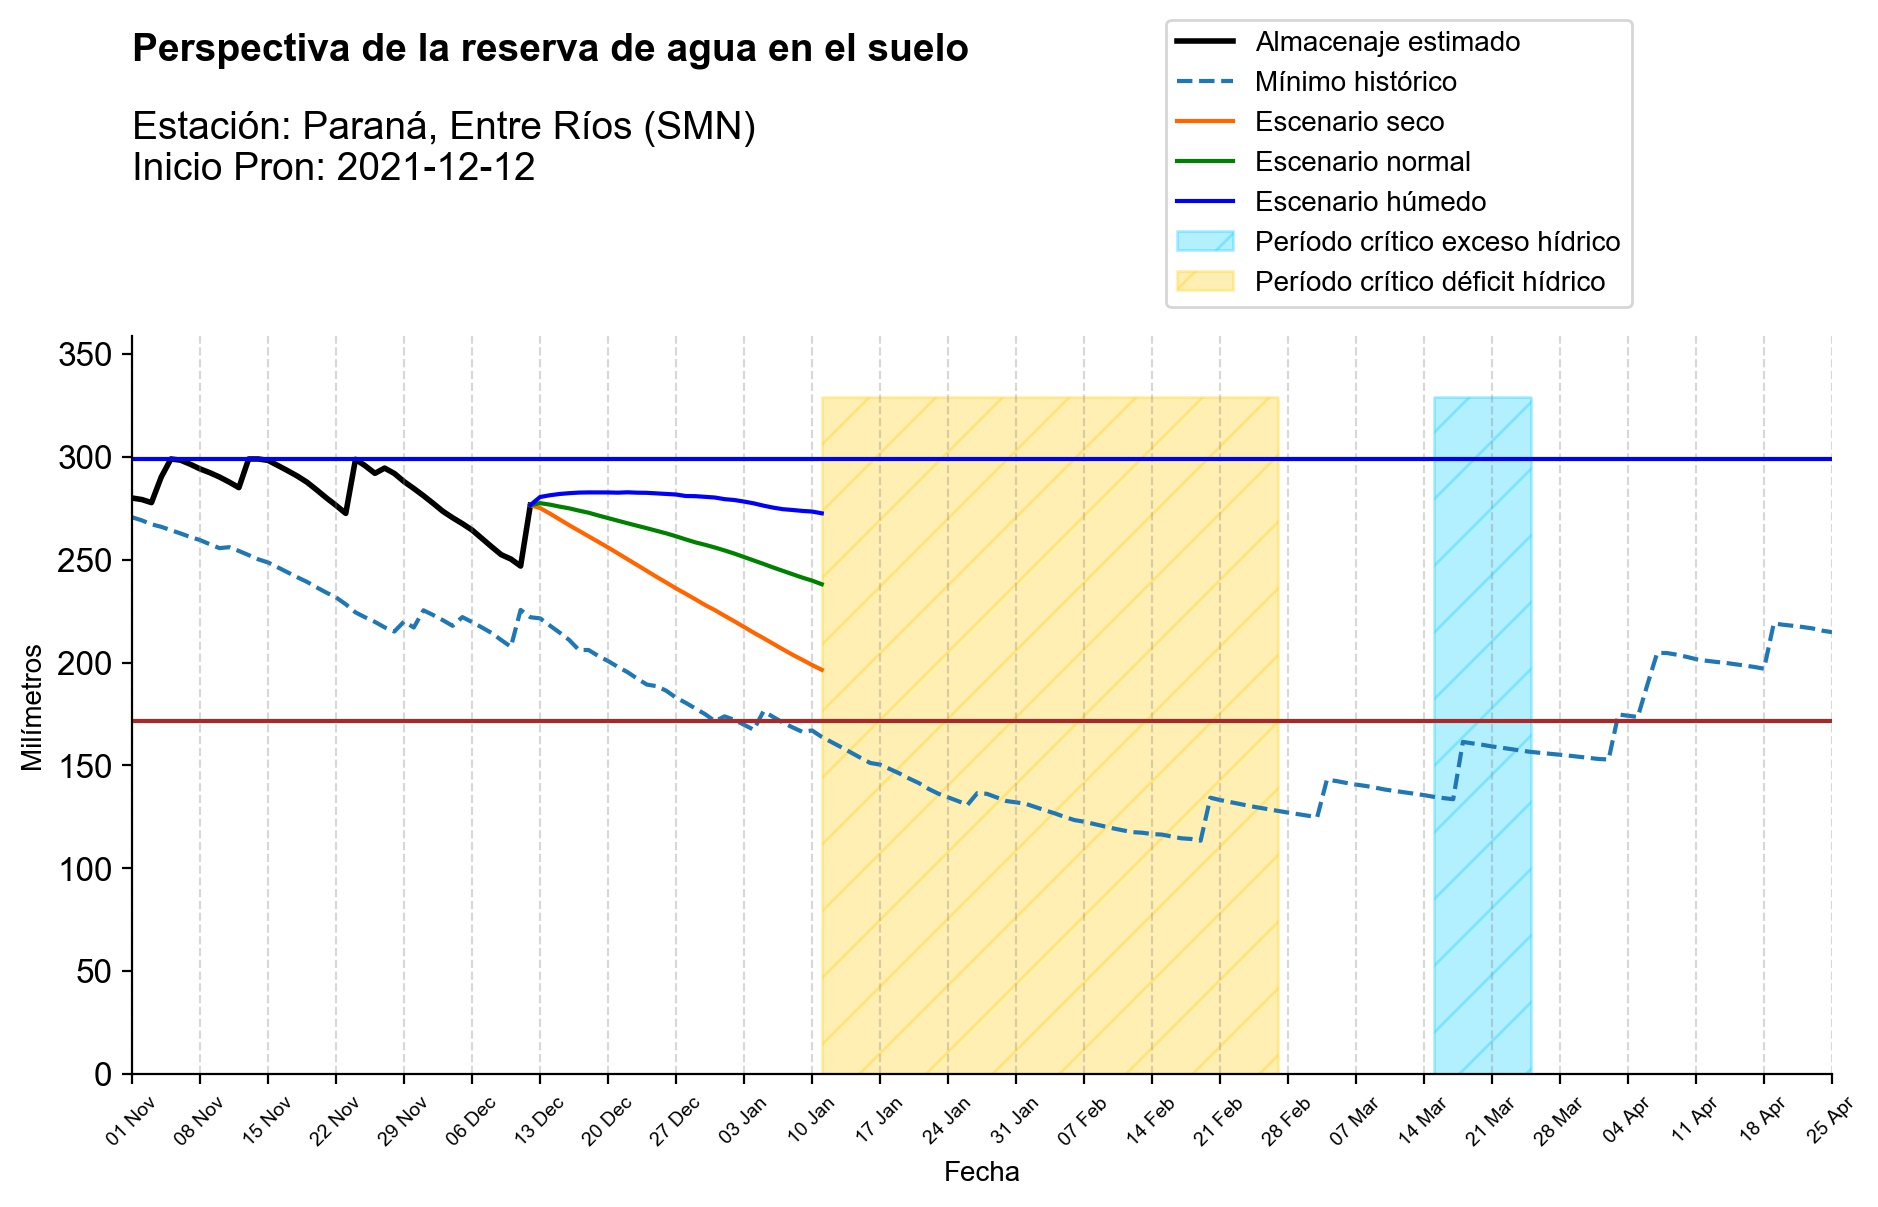 Perspectiva de la reserva de agua en el suelo
Estación: Paraná, Entre Ríos (SMN)
Inicio Pron: 2021-12-12
Almacenaje estimado
Mínimo histórico
Escenario seco
Escenario normal
Escenario húmedo
Período crítico exceso hídrico
Período crítico déficit hídrico
350
300
250
200
150
100
50
0
Milímetros
01 Nov
08 Nov
15 Nov
22 Nov
29 Nov
06 Dec
13 Dec
20 Dec
27 Dec
03 Jan
10 Jan
17 Jan
24 Jan
31 Jan
07 Feb
14 Feb
21 Feb
28 Feb
07 Mar
14 Mar
21 Mar
28 Mar
04 Apr
11 Apr
18 Apr
25 Apr
Fecha